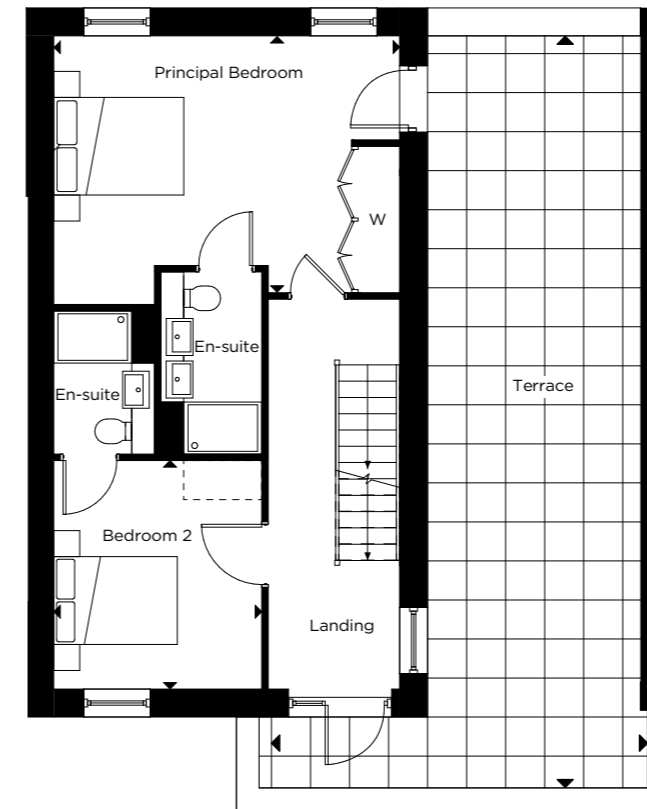 Principal Bedroom
W
En-suite
Terrace
En-suite
Bedroom 2
Landing